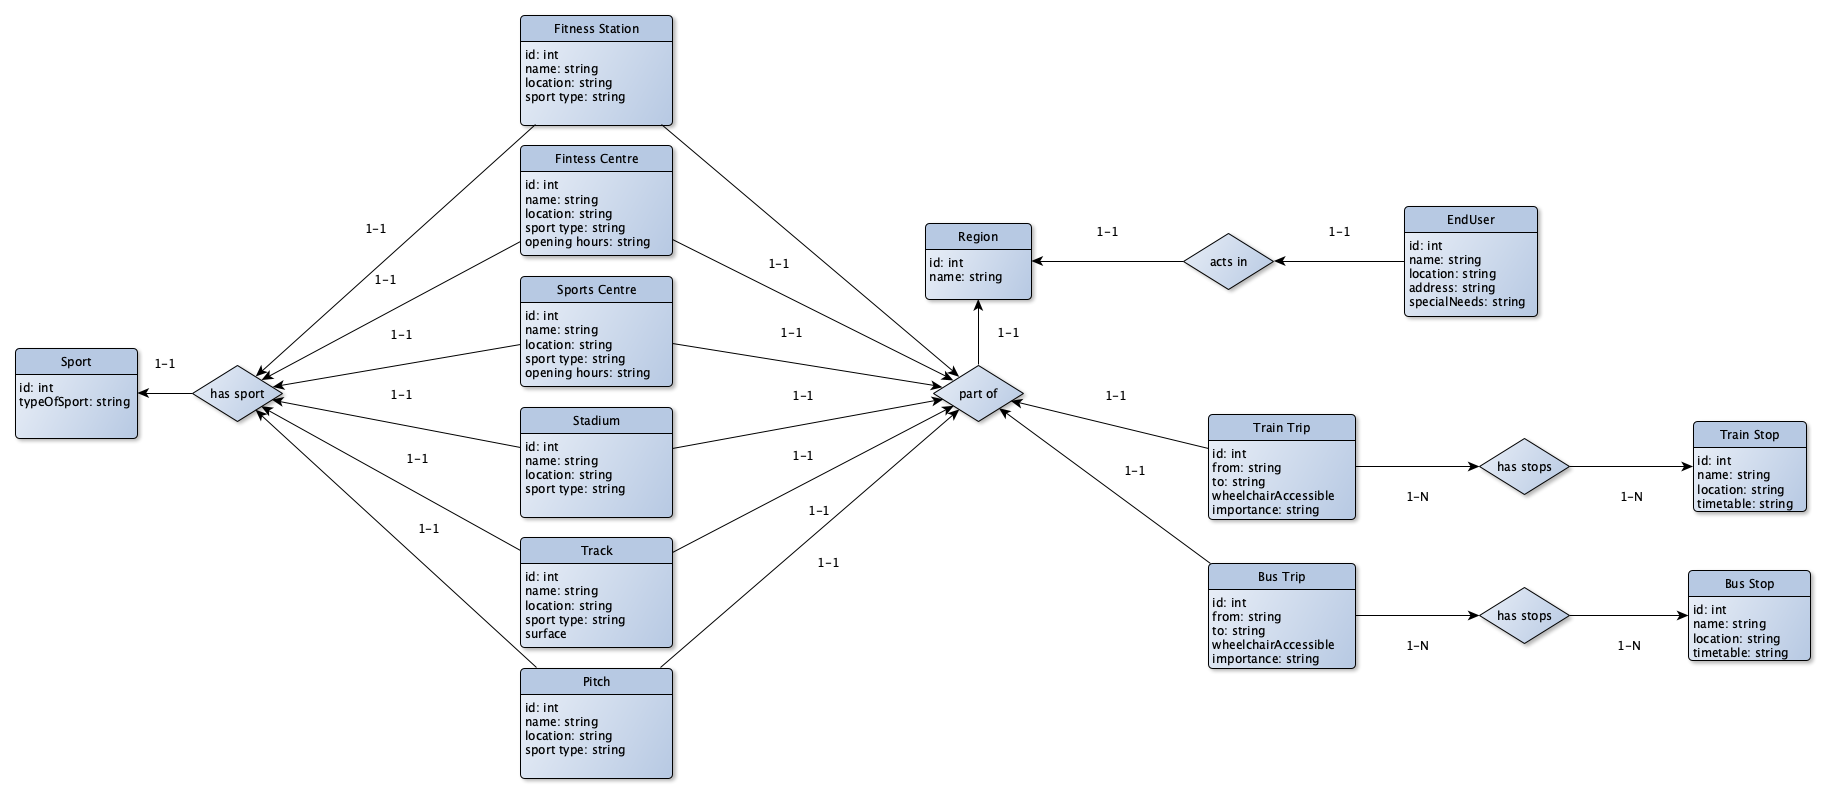 Fitness Station
id: int
name: string
location: string
sport type: string
Fintess Centre
id: int
name: string
location: string
sport type: string
opening hours: string
Sports Centre
id: int
name: string
location: string
sport type: string
opening hours: string
Stadium
id: int
name: string
location: string
sport type: string
Track
id: int
name: string
location: string
sport type: string
surface
Pitch
id: int
name: string
location: string
sport type: string
Sport
id: int
typeOfSport: string
1-1
has sport
1-1
1-1
1-1
1-1
1-1
1-1
1-1
1-1
1-1
1-1
1-1
1-1
part of
1-1
Region
id: int
name: string
1-1
acts in
1-1
EndUser
id: int
name: string
location: string
address: string
specialNeeds: string
1-1
1-1
Train Trip
id: int
from: string
to: string
wheelchairAccessible
importance: string
1-N
has stops
1-N
Train Stop
id: int
name: string
location: string
timetable: string
Bus Trip
id: int
from: string
to: string
wheelchairAccessible
importance: string
1-N
has stops
1-N
Bus Stop
id: int
name: string
location: string
timetable: string